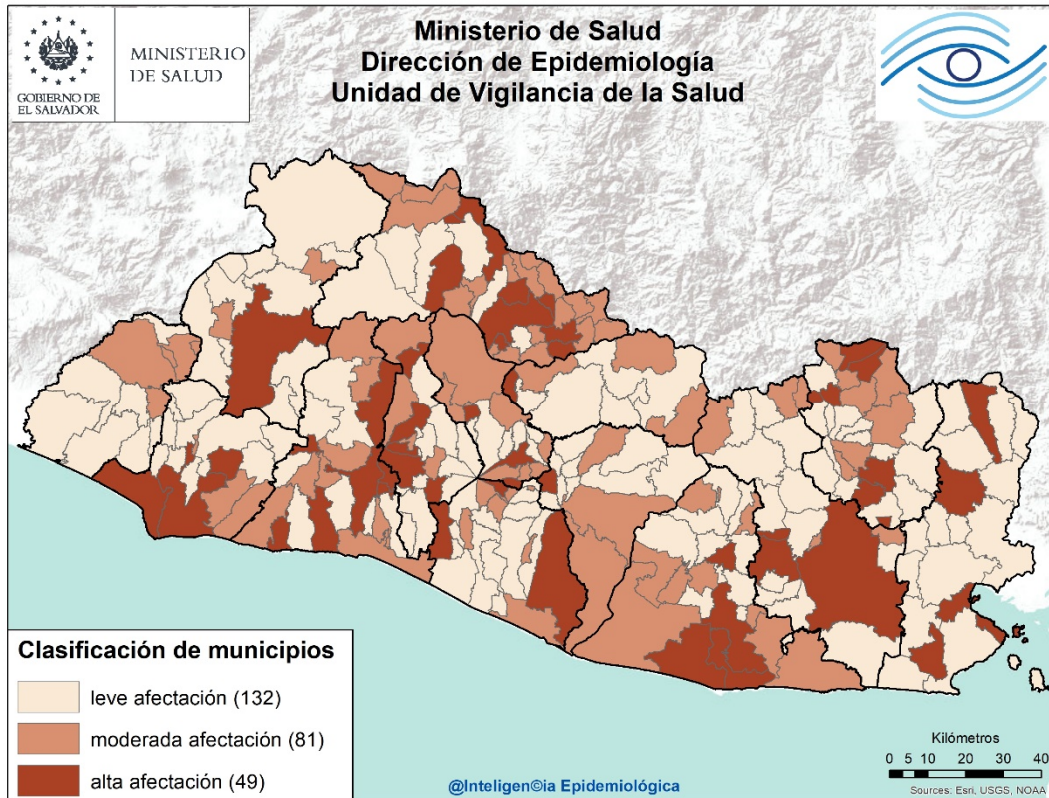 GOBIERNO DE
EL SALVADOR
MINISTERIO
DE SALUD
Ministerio de Salud
Dirección de Epidemiología
Unidad de Vigilancia de la Salud
Clasificación de municipios
leve afectación (132)
moderada afectación (81)
alta afectación (49)
@Inteligen©ia Epidemiológica
Kilómetros
0 5 10 20 30 40
Sources: Esri, USGS, NOAA